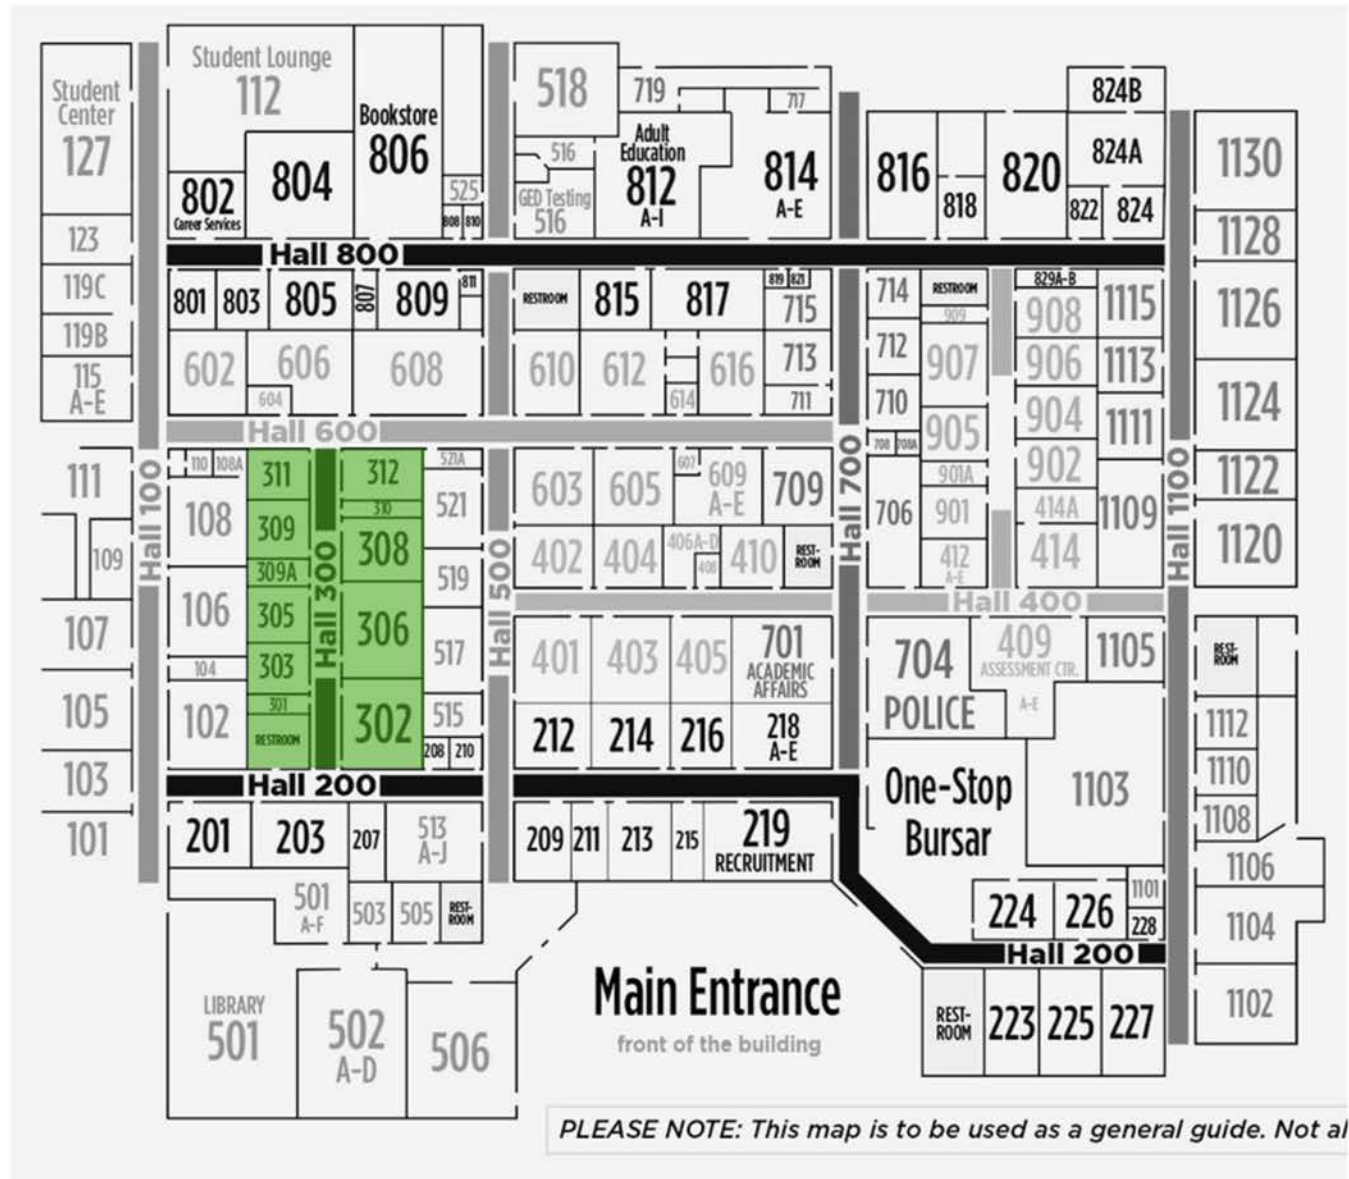 Student
Center
127
123
119C
119B
115
A-E
111
109
107
105
103
101
Hall 100
Student Lounge
112
802
Career Services
804
Bookstore
806
525
808
810
518
516
GED Testing
516
719
717
Adult
Education
812
A-I
814
A-E
816
818
820
824B
824A
822
824
1130
1128
1126
1124
1122
1120
Hall 800
801
803
805
807
809
811
RESTROOM
815
817
819
821
715
713
711
602
606
604
608
610
612
614
616
714
712
710
708
708A
706
RESTROOM
909
907
905
901A
901
412
A-E
829A-B
908
906
904
902
414A
414
1115
1113
1111
1109
Hall 600
Hall 700
Hall 1100
110
108A
108
106
104
102
311
309
309A
305
303
301
RESTROOM
Hall 300
312
310
308
306
302
521A
521
519
517
515
208
210
Hall 500
603
605
607
609
A-E
709
402
404
406A-D
408
410
REST-
ROOM
Hall 400
401
403
405
701
ACADEMIC
AFFAIRS
212
214
216
218
A-E
704
POLICE
409
ASSESSMENT CTR.
A-E
1105
1103
One-Stop
Bursar
REST-
ROOM
1112
1110
1108
1106
1104
1102
Hall 200
201
203
207
513
A-J
501
A-F
503
505
REST-
ROOM
209
211
213
215
219
RECRUITMENT
224
226
1101
228
Hall 200
REST-
ROOM
223
225
227
LIBRARY
501
502
A-D
506
Main Entrance
front of the building
PLEASE NOTE: This map is to be used as a general guide. Not al